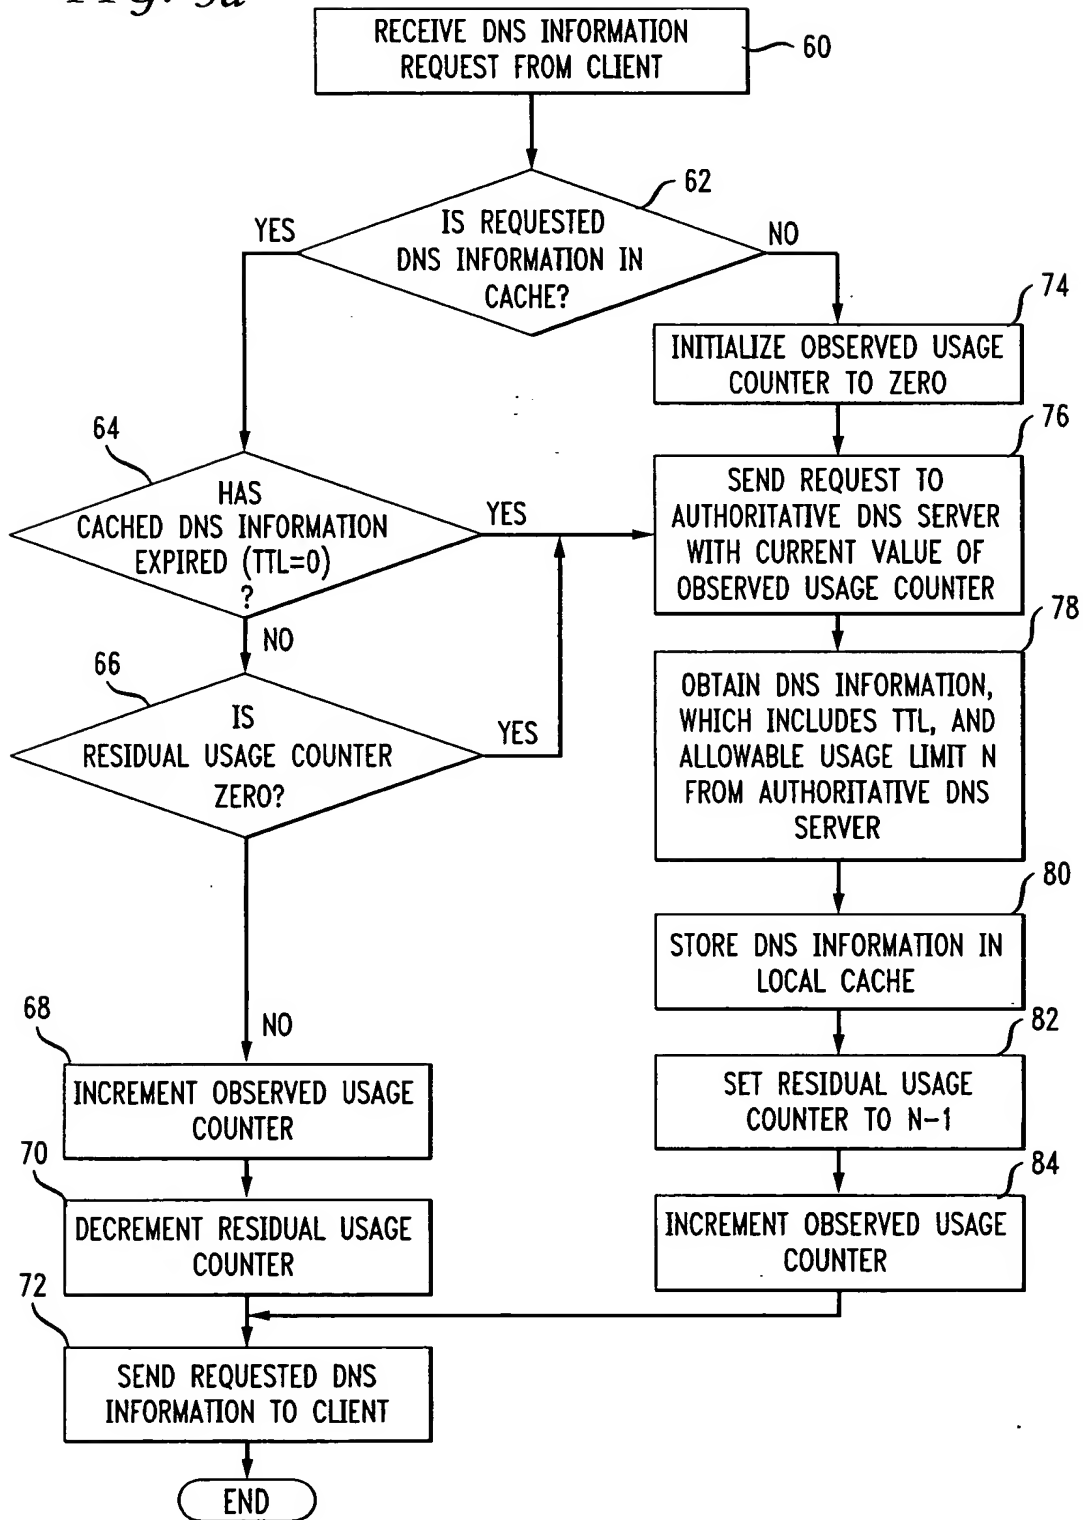 FIG. 3a
RECEIVE DNS INFORMATION
REQUEST FROM CLIENT
60
62
IS REQUESTED
DNS INFORMATION IN
CACHE?
YES
NO
74
INITIALIZE OBSERVED USAGE
COUNTER TO ZERO
64
HAS
CACHED DNS INFORMATION
EXPIRED (TTL=0)
?
YES
NO
76
SEND REQUEST TO
AUTHORITATIVE DNS SERVER
WITH CURRENT VALUE OF
OBSERVED USAGE COUNTER
66
IS
RESIDUAL USAGE COUNTER
ZERO?
YES
NO
78
OBTAIN DNS INFORMATION,
WHICH INCLUDES TTL, AND
ALLOWABLE USAGE LIMIT N
FROM AUTHORITATIVE DNS
SERVER
80
STORE DNS INFORMATION IN
LOCAL CACHE
68
INCREMENT OBSERVED USAGE
COUNTER
82
SET RESIDUAL USAGE
COUNTER TO N-1
70
DECREMENT RESIDUAL USAGE
COUNTER
84
INCREMENT OBSERVED USAGE
COUNTER
72
SEND REQUESTED DNS
INFORMATION TO CLIENT
END